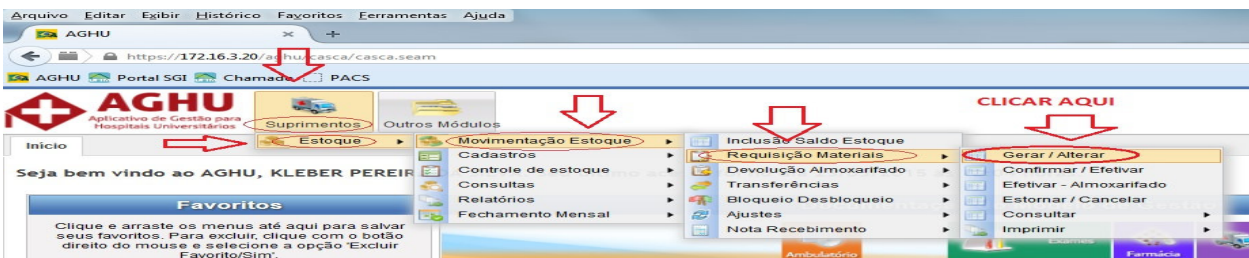 Arquivo Editar Exibir Histórico Favoritos Ferramentas Ajuda
AGHU × +
https://172.16.3.20/aghu/casca/casca.seam
AGHU Portal SGI Chamado PACS
AGHU
Aplicativo de Gestão para
Hospitais Universitários
Suprimentos
Outros Módulos
CLICAR AQUI
Início
Estoque
Movimentação Estoque
Cadastros
Controle de estoque
Consultas
Relatórios
Fechamento Mensal
Inclusão Saldo Estoque
Requisição Materiais
Devolução Almoxarifado
Transferências
Bloqueio Desbloqueio
Ajustes
Nota Recebimento
Gerar / Alterar
Confirmar / Efetivar
Efetivar - Almoxarifado
Estornar / Cancelar
Consultar
Imprimir
Seja bem vindo ao AGHU, KLEBER PEREIR
Favoritos
Clique e arraste os menus até aqui para salvar
seus favoritos. Para excluir, clique com o botão
direito do mouse e selecione a opção 'Excluir
Favorito/Sim'.
Ambulatório
Exames
Farmácia